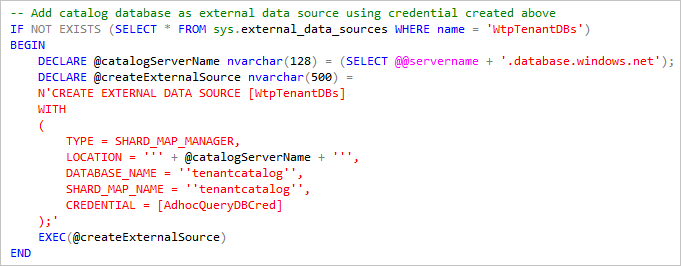 -- Add catalog database as external data source using credential created above
IF NOT EXISTS (SELECT * FROM sys.external_data_sources WHERE name = 'WtpTenantDBs')
BEGIN
    DECLARE @catalogServerName nvarchar(128) = (SELECT @@servername + '.database.windows.net');
    DECLARE @createExternalSource nvarchar(500) =
    N'CREATE EXTERNAL DATA SOURCE [WtpTenantDBs]
    WITH
    (
        TYPE = SHARD_MAP_MANAGER,
        LOCATION = ''' + @catalogServerName + ''',
        DATABASE_NAME = ''tenantcatalog'',
        SHARD_MAP_NAME = ''tenantcatalog'',
        CREDENTIAL = [AdhocQueryDBCred]
    );'
    EXEC(@createExternalSource)
END